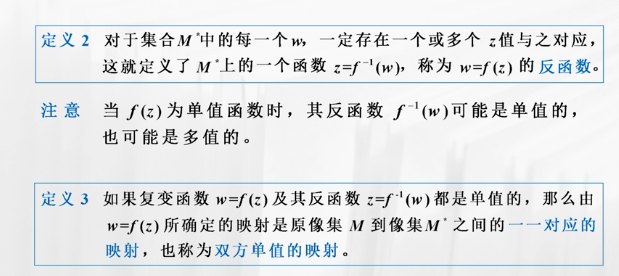 定义 2 对于集合M*中的每一个w, 一定存在一个或多个 z值与之对应,
这就定义了 M*上的一个函数 z=f⁻¹(w), 称为 w=f(z) 的反函数。
注 意 当 f(z)为单值函数时, 其反函数 f⁻¹(w)可能是单值的,
也可能是多值的。
定义 3 如果复变函数 w=f(z)及其反函数 z=f⁻¹(w)都是单值的, 那么由
w=f(z)所确定的映射是原像集 M 到像集M* 之间的一一对应的
映射, 也称为双方单值的映射。